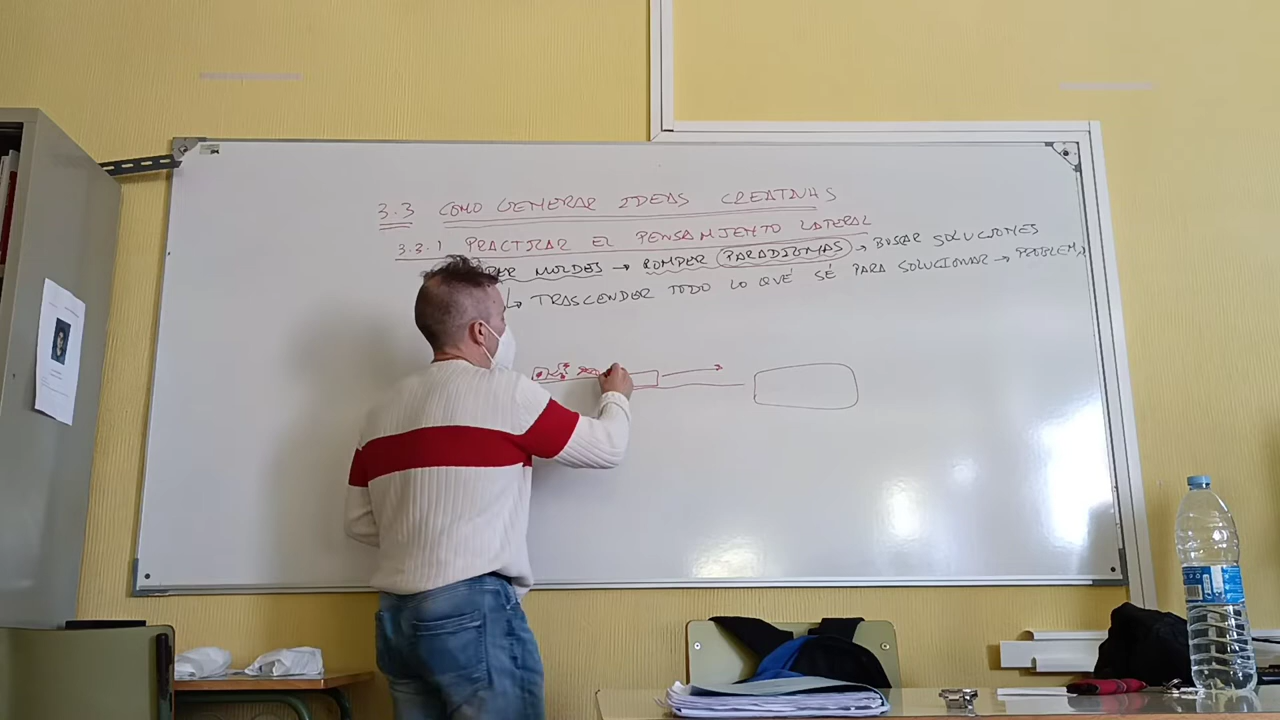 3.3 COMO GENERAR IDEAS CREATIVAS
3.3.1 PRACTICAR EL PENSAMIENTO LATERAL
MOLDES → ROMPER PARADIGMAS → BUSCAR SOLUCIONES
↳ TRASCENDER TODO LO QUÉ SÉ PARA SOLUCIONAR → PROBLEMA